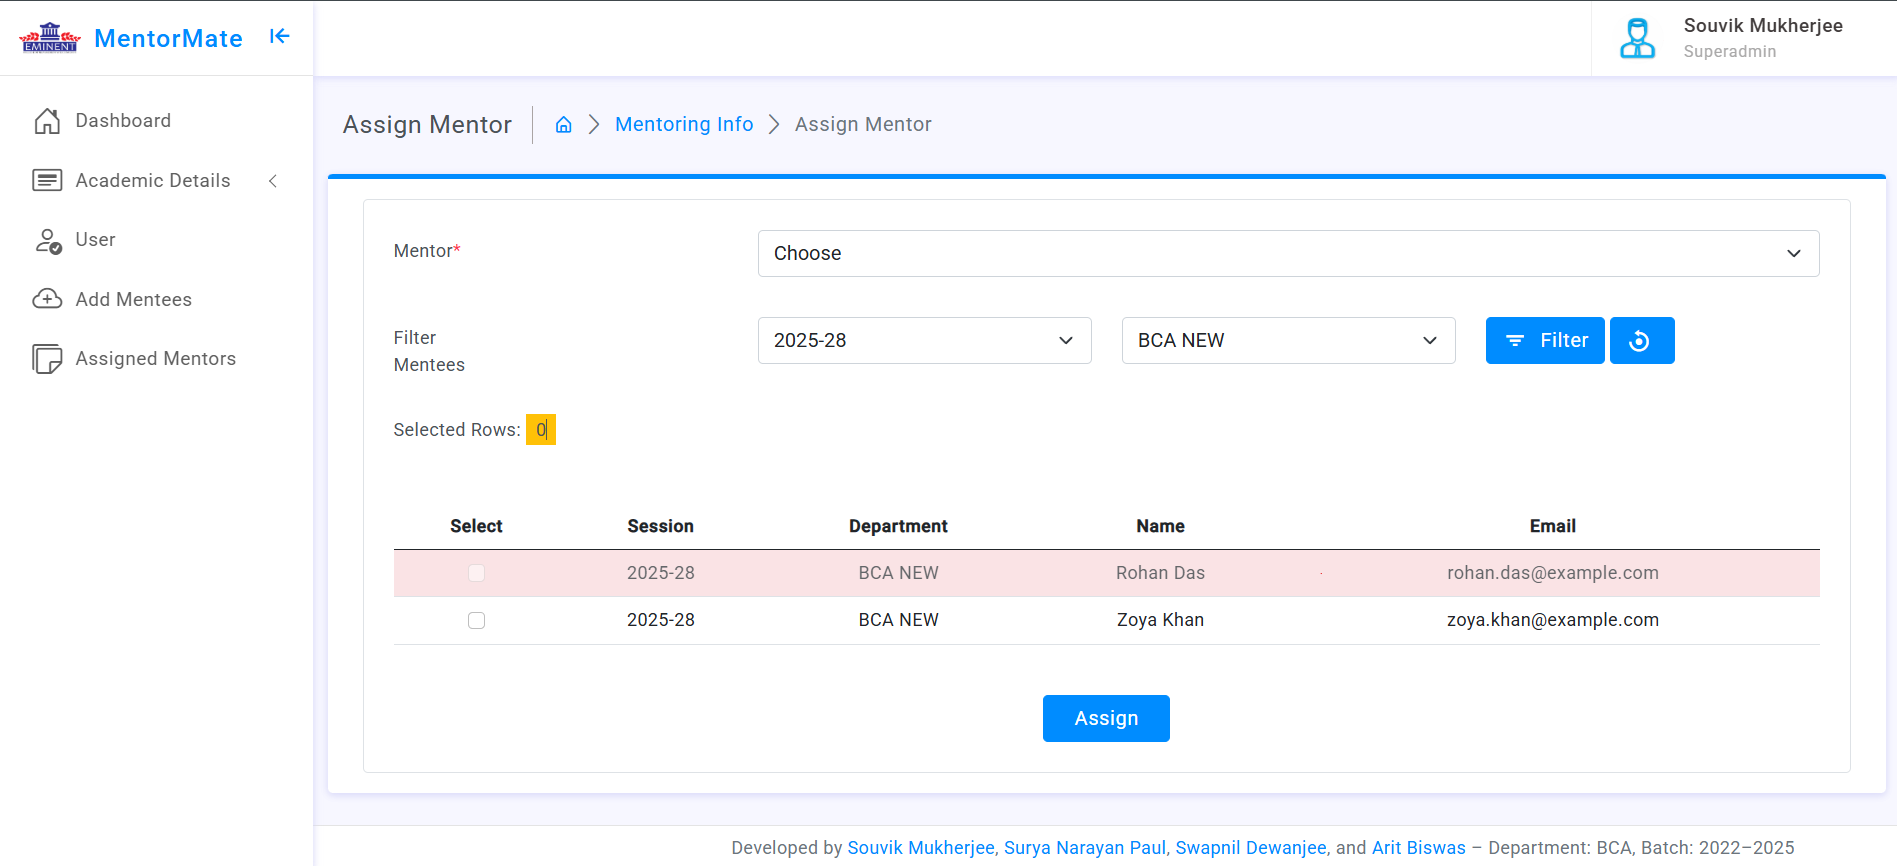 EMINENT
MentorMate
Souvik Mukherjee
Superadmin
Dashboard
Academic Details
User
Add Mentees
Assigned Mentors
Assign Mentor
Mentoring Info
Assign Mentor
Mentor*
Choose
Filter
Mentees
2025-28
BCA NEW
Filter
Selected Rows: 0
Select Session Department Name Email
2025-28 BCA NEW Rohan Das rohan.das@example.com
2025-28 BCA NEW Zoya Khan zoya.khan@example.com
Assign
Developed by Souvik Mukherjee, Surya Narayan Paul, Swapnil Dewanjee, and Arit Biswas – Department: BCA, Batch: 2022–2025